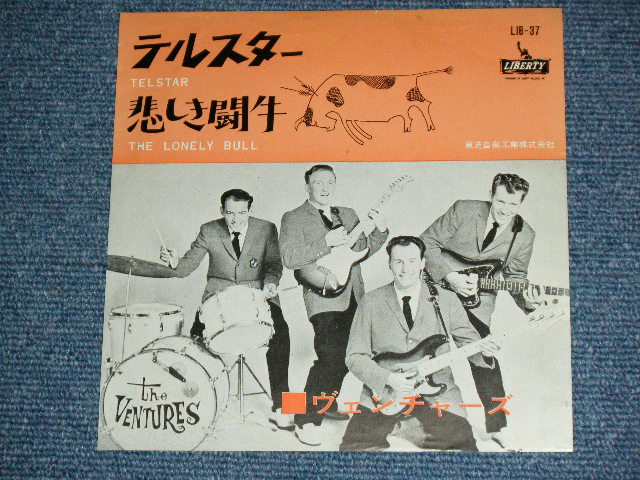 LIB-37
テルスター
TELSTAR
LIBERTY
悲しき闘牛
THE LONELY BULL
東芝音楽工業株式会社
the
VENTURES
ヴェンチャーズ